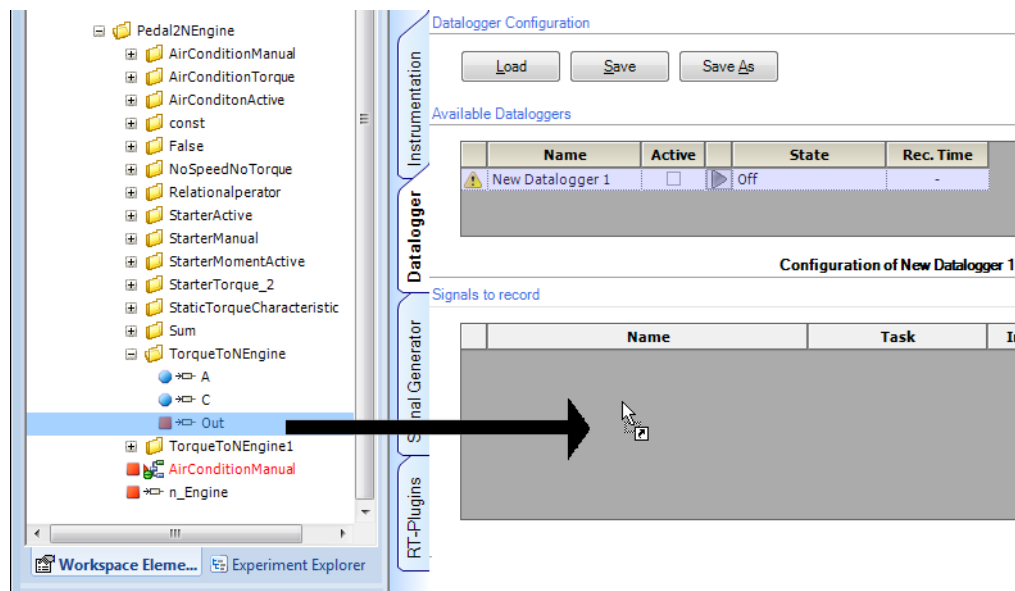 Pedal2NEngine
AirConditionManual
AirConditionTorque
AirConditonActive
const
False
NoSpeedNoTorque
Relationalperator
StarterActive
StarterManual
StarterMomentActive
StarterTorque_2
StaticTorqueCharacteristic
Sum
TorqueToNEngine
A
C
Out
TorqueToNEngine1
AirConditionManual
n_Engine
Workspace Eleme...
Experiment Explorer
Instrumentation
Datalogger
Signal Generator
RT-Plugins
Datalogger Configuration
Load Save Save As
Available Dataloggers
Name Active State Rec. Time
New Datalogger 1 Off -
Configuration of New Datalogger 1
Signals to record
Name Task